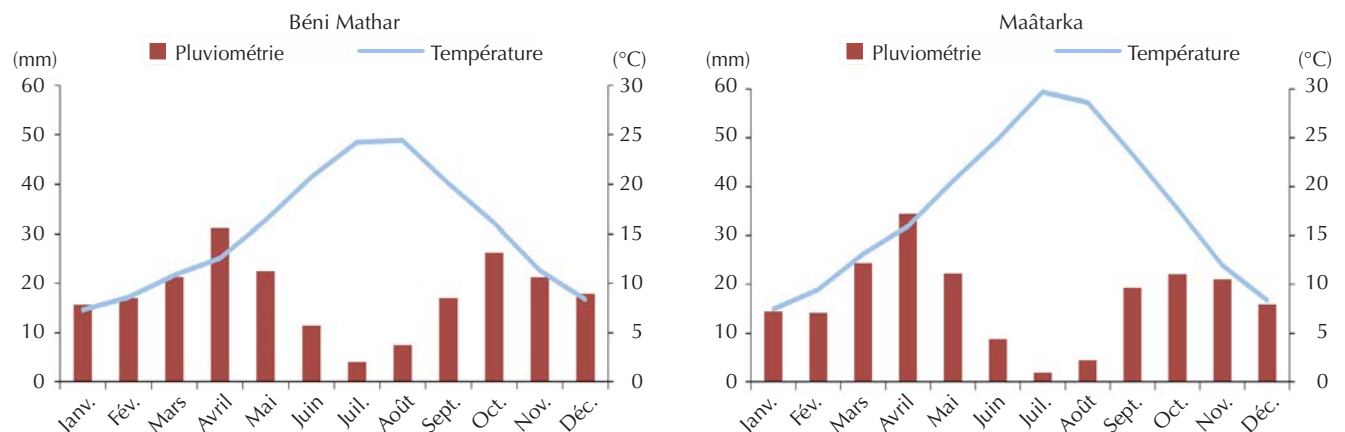 Béni Mathar
(mm) Pluviométrie Température (°C)
60 30
50 25
40 20
30 15
20 10
10 5
0 0
Janv. Fév. Mars Avril Mai Juin Juil. Août Sept. Oct. Nov. Déc.
Maâtarka
(mm) Pluviométrie Température (°C)
60 30
50 25
40 20
30 15
20 10
10 5
0 0
Janv. Fév. Mars Avril Mai Juin Juil. Août Sept. Oct. Nov. Déc.